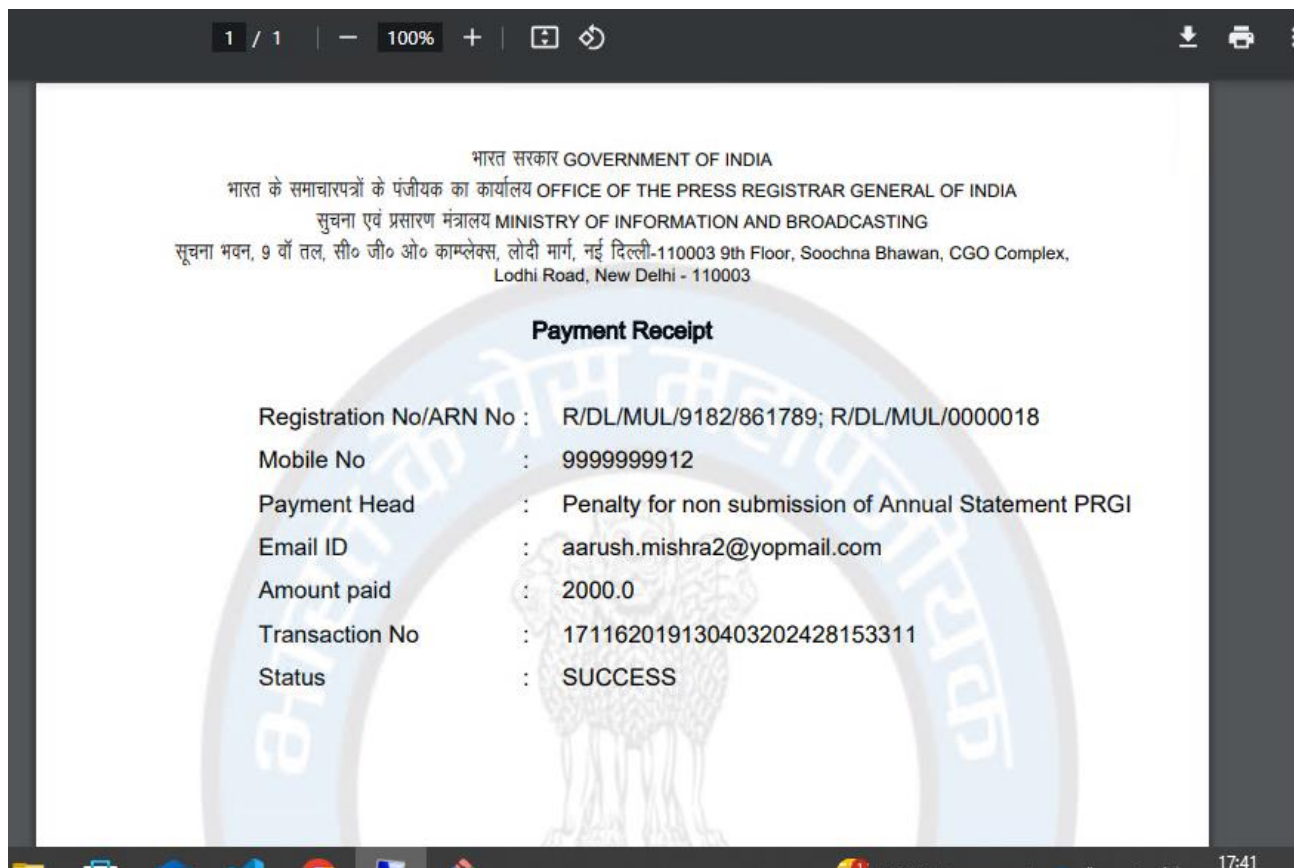 1 / 1 | − 100% +
भारत सरकार GOVERNMENT OF INDIA
भारत के समाचारपत्रों के पंजीयक का कार्यालय OFFICE OF THE PRESS REGISTRAR GENERAL OF INDIA
सुचना एवं प्रसारण मंत्रालय MINISTRY OF INFORMATION AND BROADCASTING
सूचना भवन, 9 वॉ तल, सी० जी० ओ० काम्प्लेक्स, लोदी मार्ग, नई दिल्ली-110003 9th Floor, Soochna Bhawan, CGO Complex,
Lodhi Road, New Delhi - 110003
Payment Receipt
Registration No/ARN No : R/DL/MUL/9182/861789; R/DL/MUL/0000018
Mobile No : 9999999912
Payment Head : Penalty for non submission of Annual Statement PRGI
Email ID : aarush.mishra2@yopmail.com
Amount paid : 2000.0
Transaction No : 171162019130403202428153311
Status : SUCCESS
भारत के प्रेस महापंजीयक
17:41